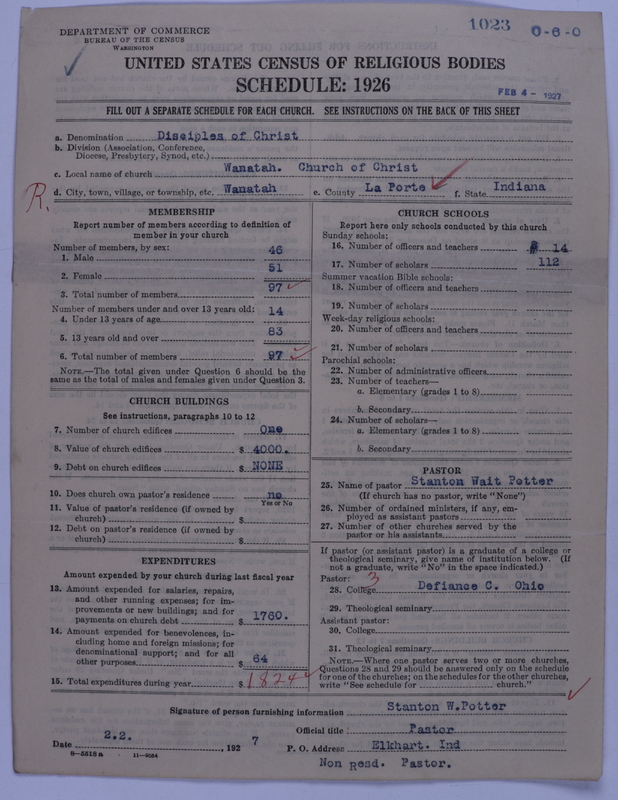 DEPARTMENT OF COMMERCE
BUREAU OF THE CENSUS
WASHINGTON
1023 0-6-0
UNITED STATES CENSUS OF RELIGIOUS BODIES
SCHEDULE: 1926
FEB 4 - 1927
FILL OUT A SEPARATE SCHEDULE FOR EACH CHURCH. SEE INSTRUCTIONS ON THE BACK OF THIS SHEET
a. Denomination Disciples of Christ
b. Division (Association, Conference,
Diocese, Presbytery, Synod, etc.)
c. Local name of church Wanatah. Church of Christ
R. d. City, town, village, or township, etc. Wanatah e. County La Porte f. State Indiana
MEMBERSHIP
Report number of members according to definition of
member in your church
Number of members, by sex:
1. Male 46
2. Female 51
3. Total number of members 97
Number of members under and over 13 years old:
4. Under 13 years of age 14
5. 13 years old and over 83
6. Total number of members 97
NOTE.—The total given under Question 6 should be the
same as the total of males and females given under Question 3.
CHURCH BUILDINGS
See instructions, paragraphs 10 to 12
7. Number of church edifices One
8. Value of church edifices $ 4000.
9. Debt on church edifices $ NONE
10. Does church own pastor's residence no
Yes or No
11. Value of pastor's residence (if owned by
church) $
12. Debt on pastor's residence (if owned by
church) $
EXPENDITURES
Amount expended by your church during last fiscal year
13. Amount expended for salaries, repairs,
and other running expenses; for im-
provements or new buildings; and for
payments on church debt $ 1760.
14. Amount expended for benevolences, in-
cluding home and foreign missions; for
denominational support; and for all
other purposes $ 64
15. Total expenditures during year $ 1824
CHURCH SCHOOLS
Report here only schools conducted by this church
Sunday schools:
16. Number of officers and teachers 14
17. Number of scholars 112
Summer vacation Bible schools:
18. Number of officers and teachers
19. Number of scholars
Week-day religious schools:
20. Number of officers and teachers
21. Number of scholars
Parochial schools:
22. Number of administrative officers
23. Number of teachers—
a. Elementary (grades 1 to 8)
b. Secondary
24. Number of scholars—
a. Elementary (grades 1 to 8)
b. Secondary
PASTOR
25. Name of pastor Stanton Wait Potter
(If church has no pastor, write "None")
26. Number of ordained ministers, if any, em-
ployed as assistant pastors
27. Number of other churches served by the
pastor or his assistants
If pastor (or assistant pastor) is a graduate of a college or
theological seminary, give name of institution below. (If
not a graduate, write "No" in the space indicated.)
Pastor: 3
28. College Defiance C. Ohio
29. Theological seminary
Assistant pastor:
30. College
31. Theological seminary
NOTE.—Where one pastor serves two or more churches,
Questions 28 and 29 should be answered only on the schedule
for one of the churches; on the schedules for the other churches,
write "See schedule for church."
Signature of person furnishing information Stanton W.Potter
Official title Pastor
Date 2.2. , 192 7 P. O. Address Elkhart. Ind
8—5518 a 11—9034
Non Resd. Pastor.